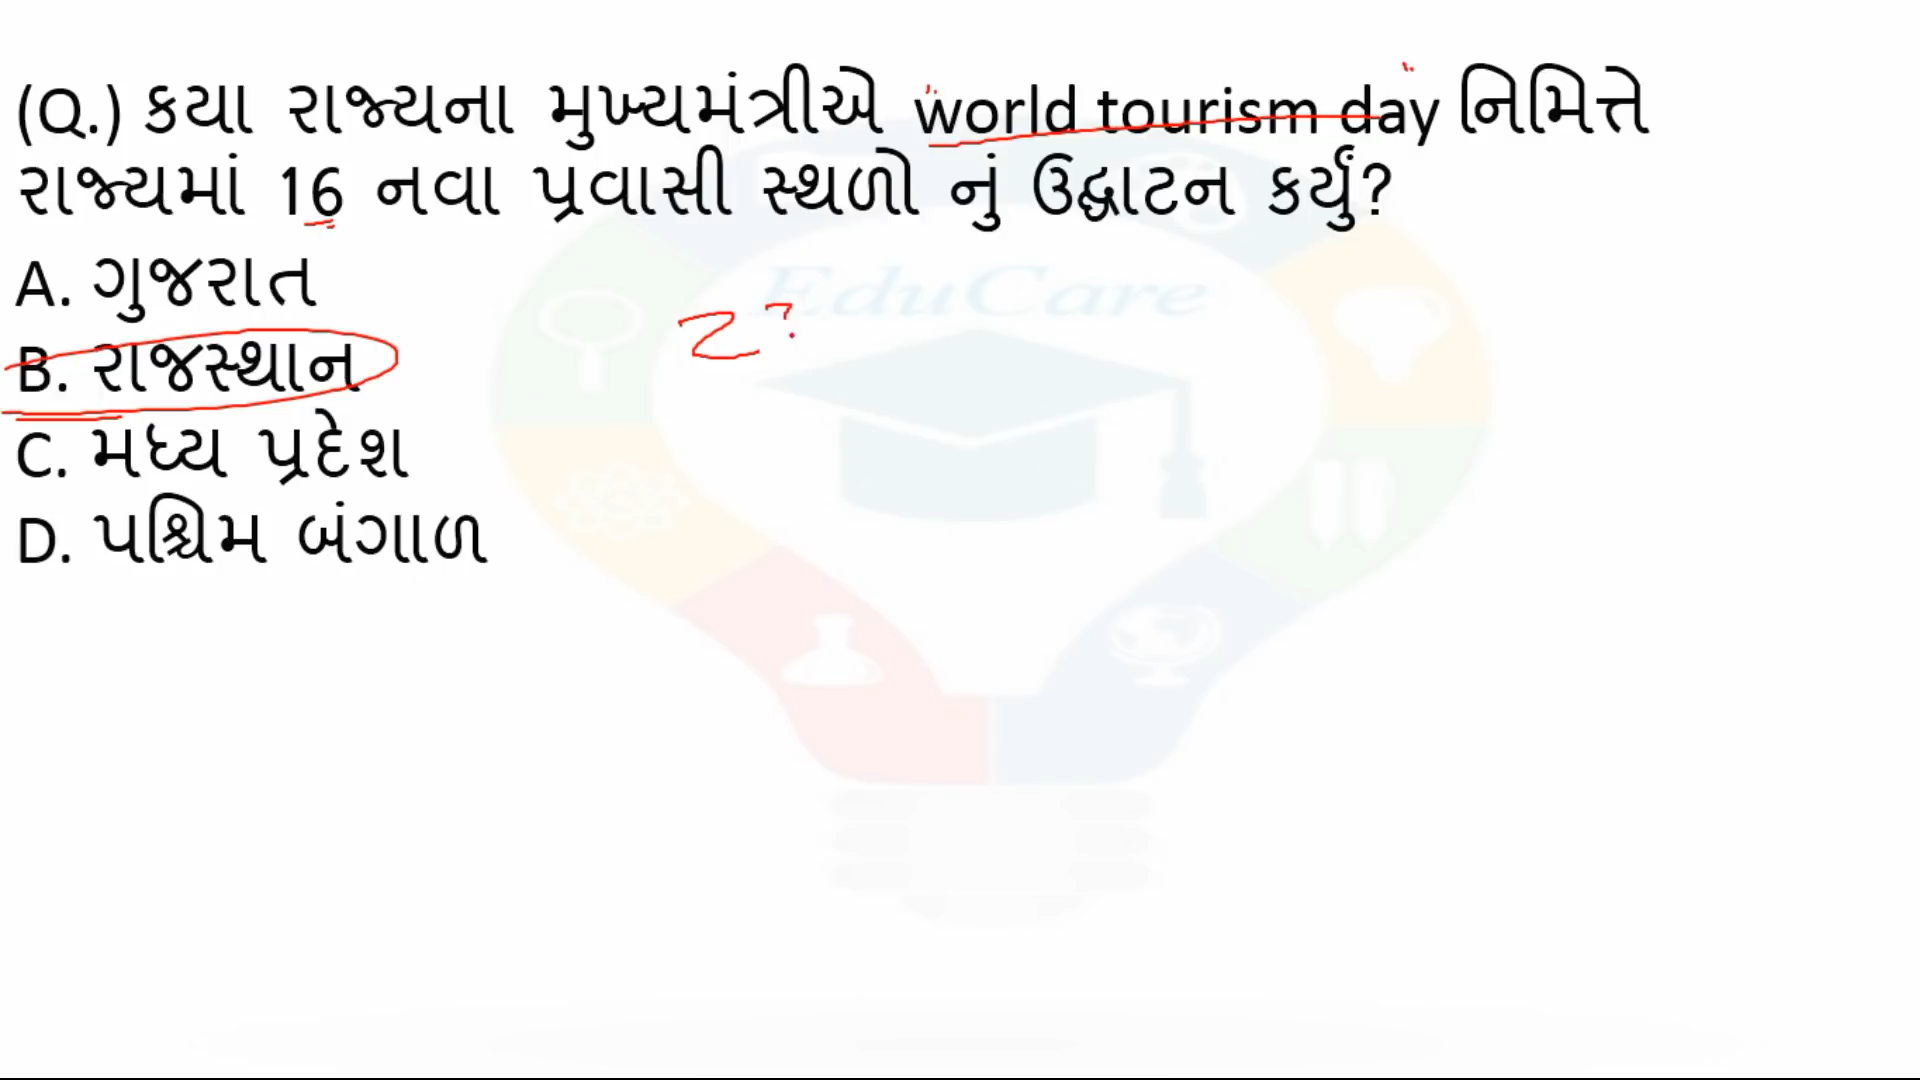 (Q.) કયા રાજ્યના મુખ્યમંત્રીએ world tourism day નિમિત્તે
રાજ્યમાં 16 નવા પ્રવાસી સ્થળો નું ઉદ્ઘાટન કર્યું?
EduCare
A. ગુજરાત
B. રાજસ્થાન
C. મધ્ય પ્રદેશ
D. પશ્ચિમ બંગાળ